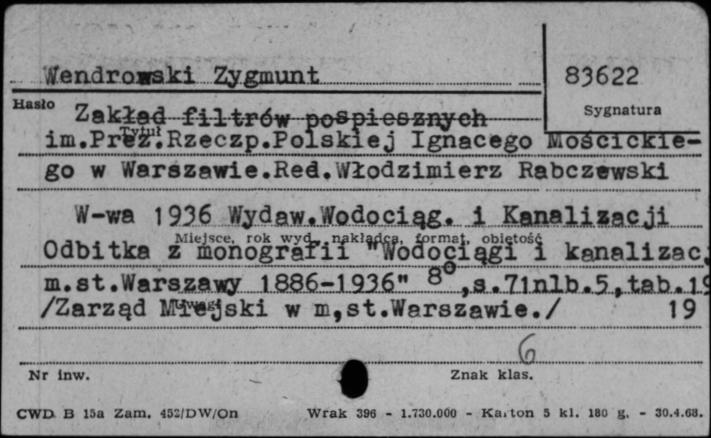 Wendrowski Zygmunt
83622
Hasło
Sygnatura
Zakład filtrów pospiesznych
Tytuł
im.Prez.Rzeczp.Polskiej Ignacego Mościckie-
go w Warszawie.Red.Włodzimierz Rabczewski
W-wa 1936 Wydaw.Wodociąg. i Kanalizacji
Miejsce, rok wyd., nakładca, format, objętość
Odbitka z monografii "Wodociągi i kanalizac.
m.st.Warszawy 1886-1936" 8°,s.71nlb.5,tab.19
Uwagi
/Zarząd Miejski w m,st.Warszawie./ 19
6
Nr inw.
Znak klas.
CWD B 15a Zam. 452/DW/On Wrak 396 - 1.730.000 - Karton 5 kl. 180 g. - 30.4.68.